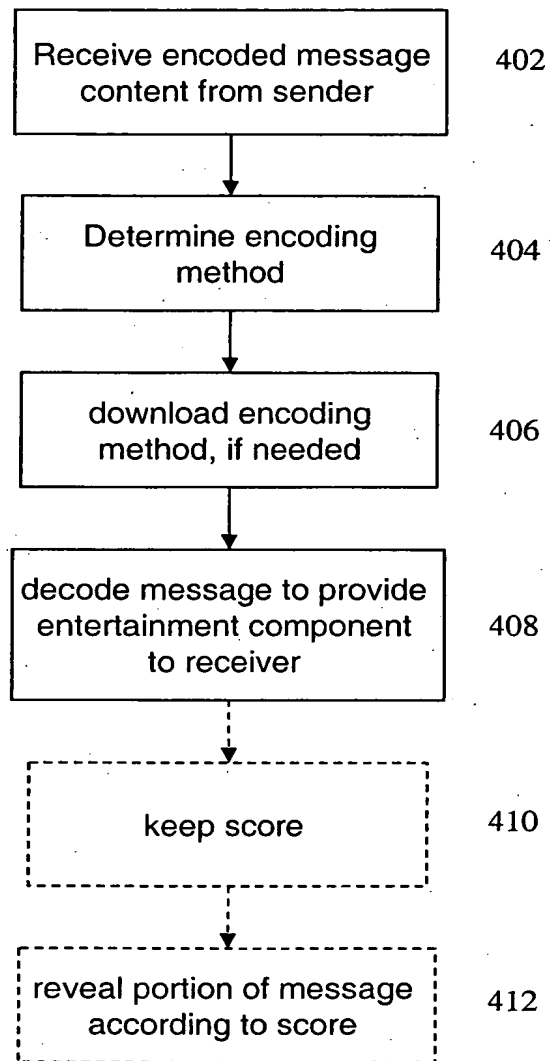 Receive encoded message
content from sender
402
Determine encoding
method
404
download encoding
method, if needed
406
decode message to provide
entertainment component
to receiver
408
keep score
410
reveal portion of message
according to score
412